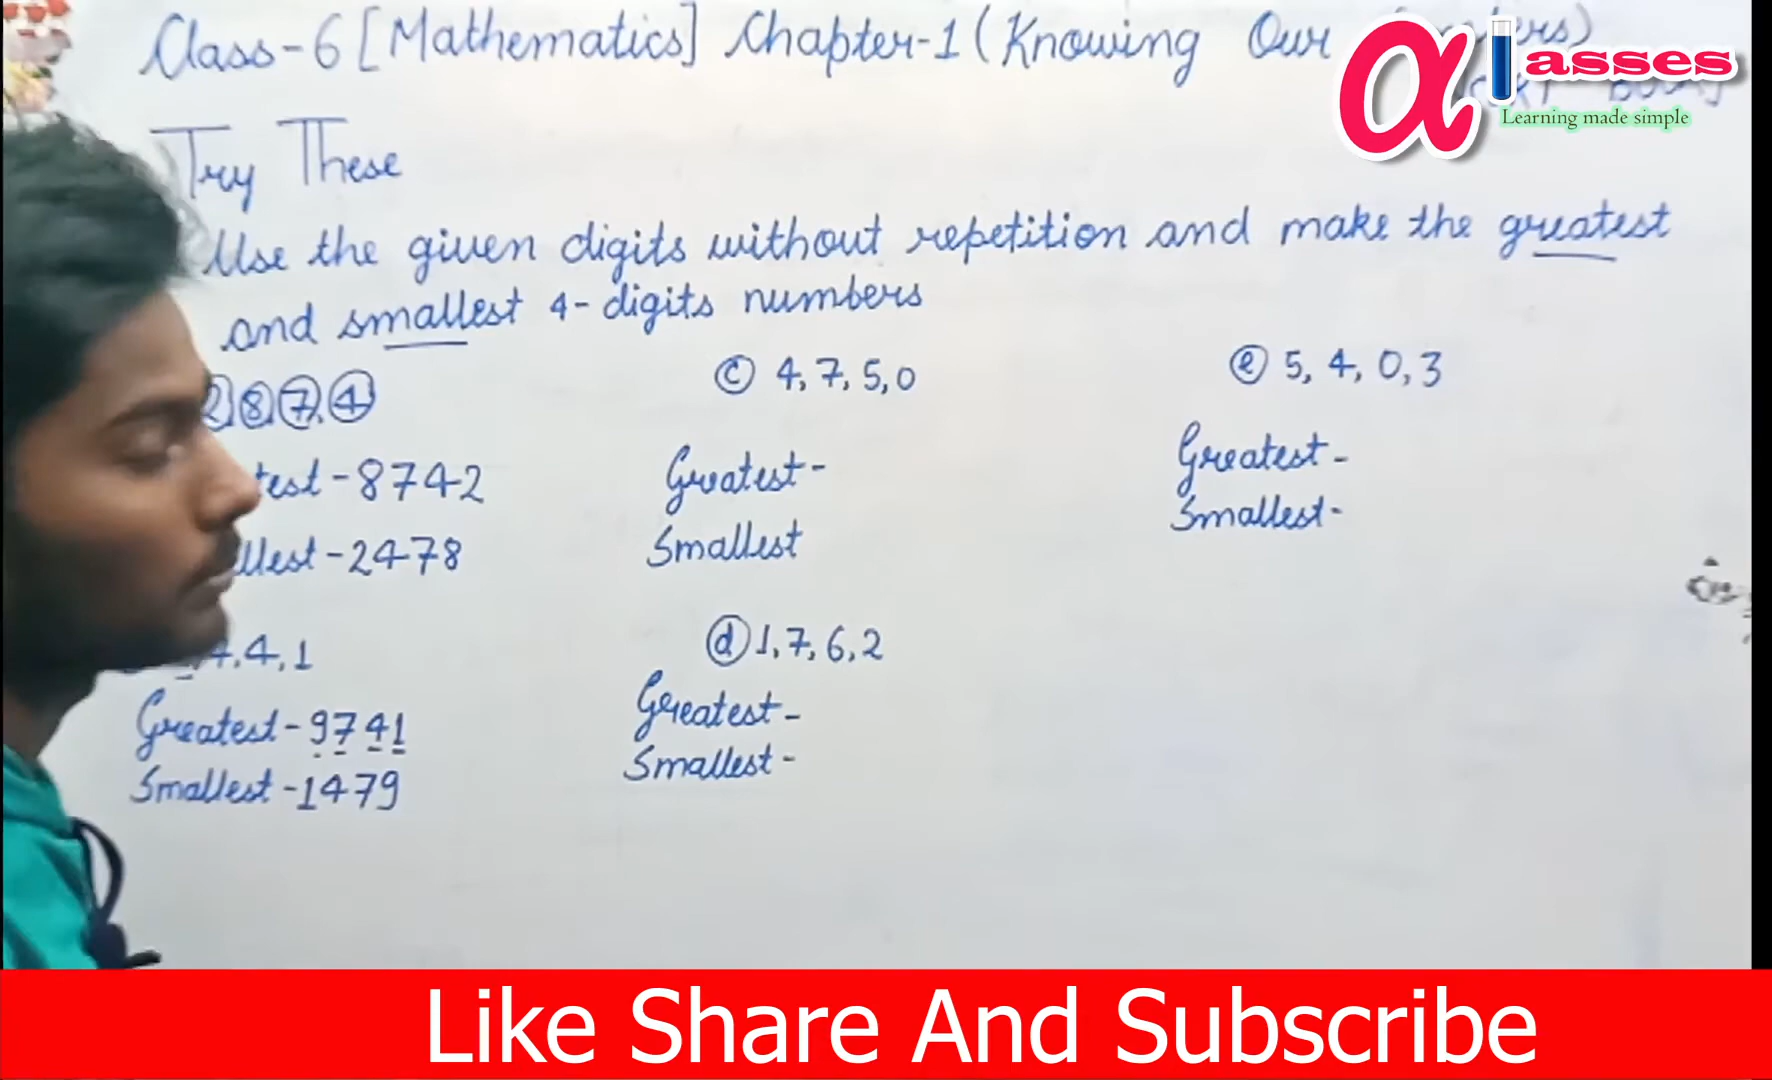 Class-6 [Mathematics] Chapter-1 (Knowing Our
α lasses
Learning made simple
Try These
Use the given digits without repetition and make the greatest
and smallest 4-digits numbers
8, 7, 4
test - 8742
llest - 2478
4, 1
Greatest - 9741
Smallest - 1479
(c) 4, 7, 5, 0
Greatest -
Smallest
(d) 1, 7, 6, 2
Greatest -
Smallest -
(e) 5, 4, 0, 3
Greatest -
Smallest -
Like Share And Subscribe